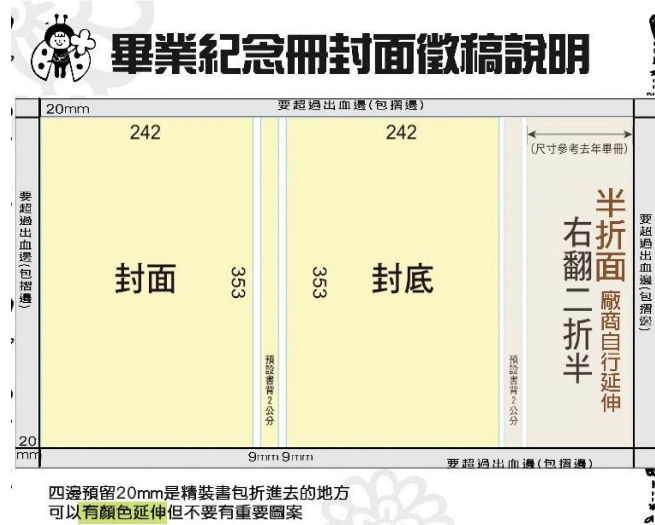 畢業紀念冊封面徵稿說明
20mm
要超過出血邊(包摺邊)
242
242
(尺寸參考去年畢冊)
要超過出血邊(包摺邊)
封面
353
預設書背2公分
353
封底
預設書背2公分
右翻二折半
半折面 廠商自行延伸
要超過出血邊(包摺邊)
20
mm
9mm 9mm
要超過出血邊(包摺邊)
四邊預留20mm是精裝書包折進去的地方
可以有顏色延伸但不要有重要圖案